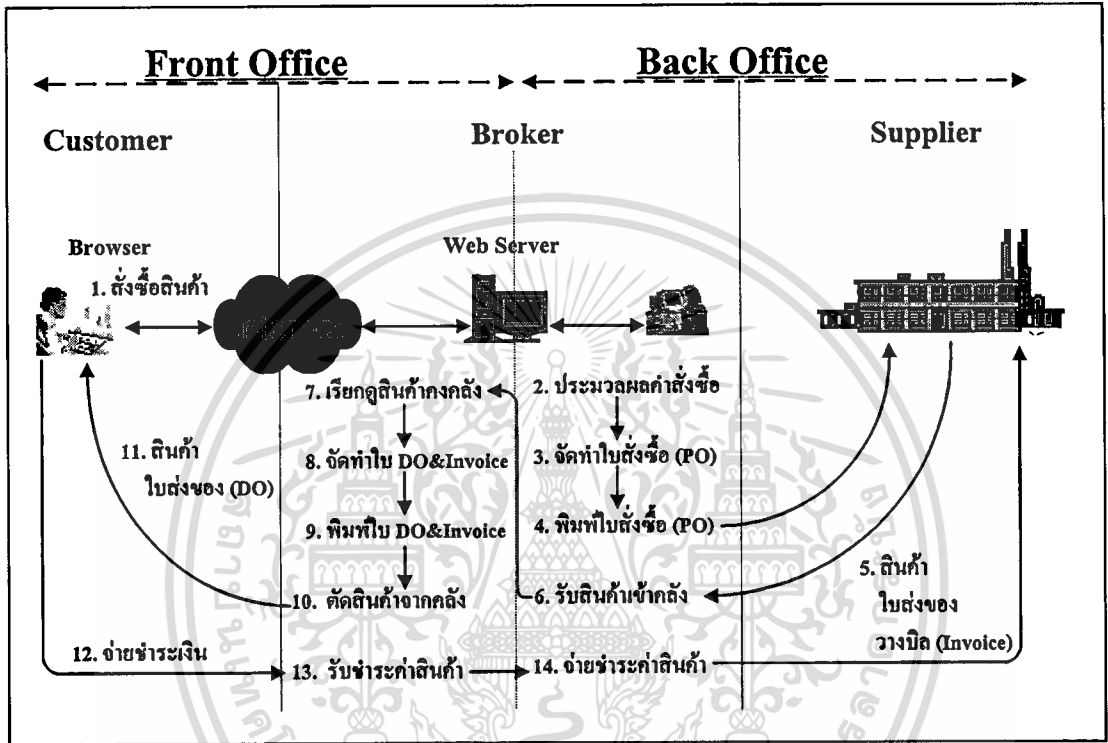 Front Office
Back Office
Customer
Broker
Supplier
Browser
Web Server
1. สั่งซื้อสินค้า
7. เรียกดูสินค้าคงคลัง
2. ประมวลผลคำสั่งซื้อ
11. สินค้า
ใบส่งของ (DO)
8. จัดทำใบ DO&Invoice
3. จัดทำใบสั่งซื้อ (PO)
9. พิมพ์ใบ DO&Invoice
4. พิมพ์ใบสั่งซื้อ (PO)
10. ตัดสินค้าจากคลัง
6. รับสินค้าเข้าคลัง
5. สินค้า
ใบส่งของ
วางบิล (Invoice)
12. จ่ายชำระเงิน
13. รับชำระค่าสินค้า
14. จ่ายชำระค่าสินค้า